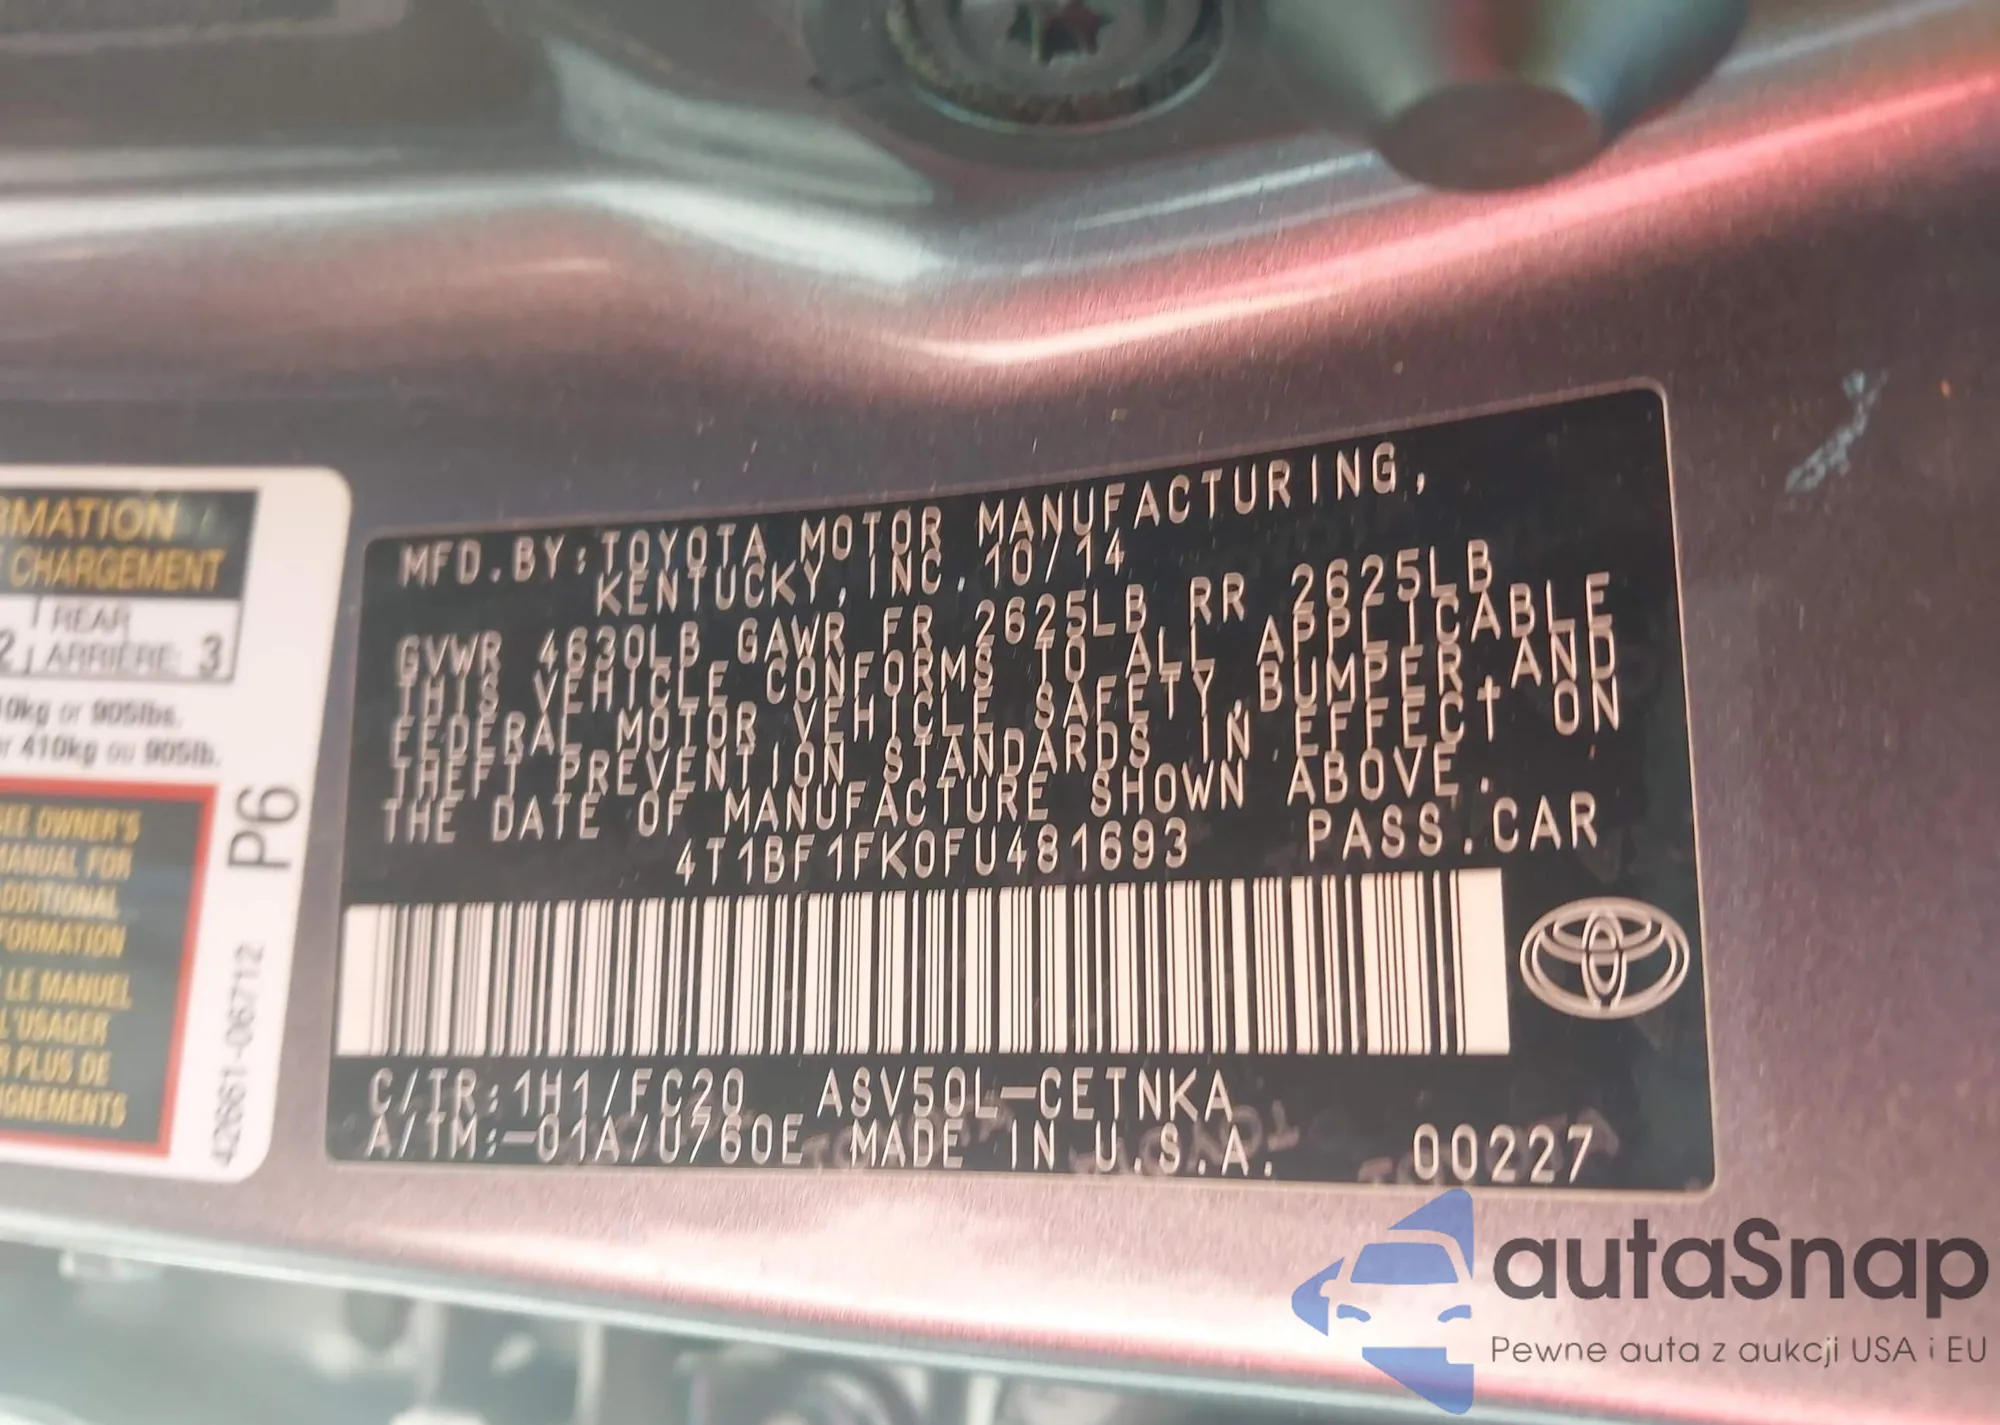 RMATION
CHARGEMENT
REAR
2 ARRIÈRE: 3
0kg or 905lbs.
r 410kg ou 905lb.
SEE OWNER'S
MANUAL FOR
ADDITIONAL
FORMATION
LE MANUEL
L'USAGER
R PLUS DE
IGNEMENTS
P6
42661-06712
MFD.BY:TOYOTA MOTOR MANUFACTURING,
KENTUCKY,INC.10/14
GVWR 4630LB GAWR FR 2625LB RR 2625LB
THIS VEHICLE CONFORMS TO ALL APPLICABLE
FEDERAL MOTOR VEHICLE SAFETY,BUMPER,AND
THEFT PREVENTION STANDARDS IN EFFECT ON
THE DATE OF MANUFACTURE SHOWN ABOVE.
4T1BF1FK0FU481693 PASS.CAR
C/TR:1H1/FC20 ASV50L-CETNKA
A/TM:-01A/U760E MADE IN U.S.A. 00227
autaSnap
Pewne auta z aukcji USA i EU